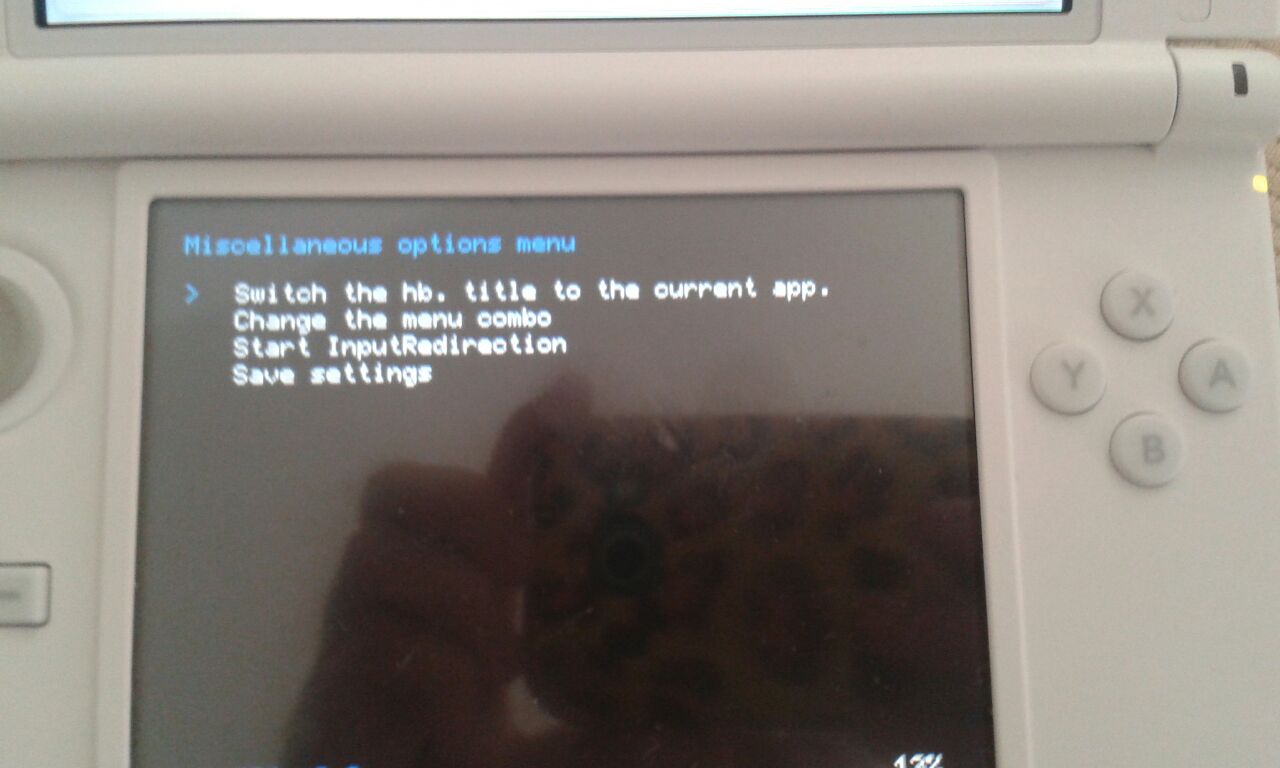 Miscellaneous options menu
> Switch the hb. title to the current app.
Change the menu combo
Start InputRedirection
Save settings
X
Y
A
B